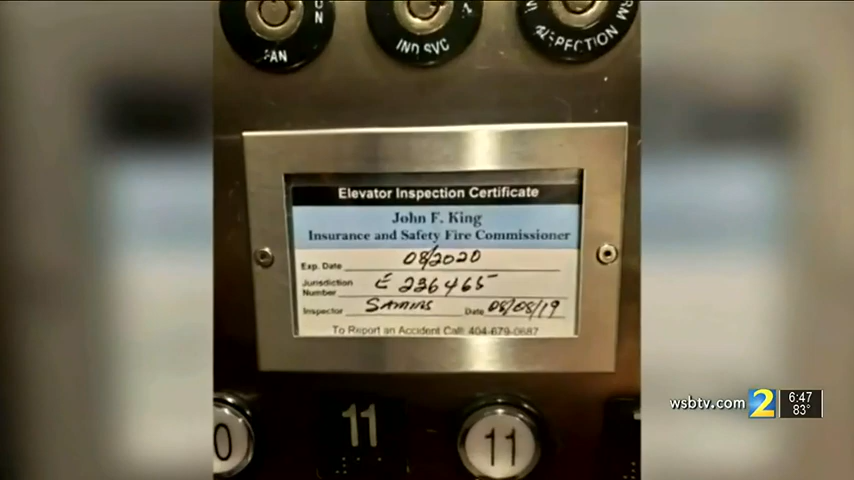 FAN
ON
IND SVC
INSPECTION
Elevator Inspection Certificate
John F. King
Insurance and Safety Fire Commissioner
Exp. Date 08/2020
Jurisdiction
Number E 236465
Inspector Date 08/08/19
To Report an Accident Call: 404-679-0687
0
11
11
wsbtv.com 2 6:47
83°